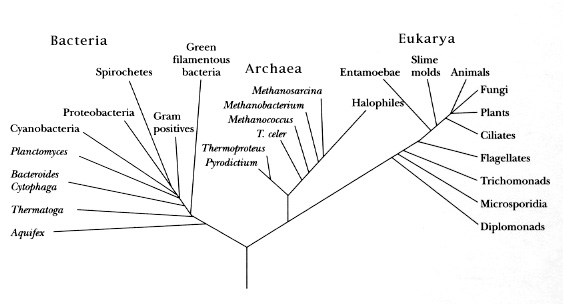 Bacteria
Green
filamentous
bacteria
Spirochetes
Proteobacteria
Gram
positives
Cyanobacteria
Planctomyces
Bacteroides
Cytophaga
Thermatoga
Aquifex
Archaea
Methanosarcina
Methanobacterium
Methanococcus
T. celer
Thermoproteus
Pyrodictium
Halophiles
Eukarya
Entamoebae
Slime
molds
Animals
Fungi
Plants
Ciliates
Flagellates
Trichomonads
Microsporidia
Diplomonads